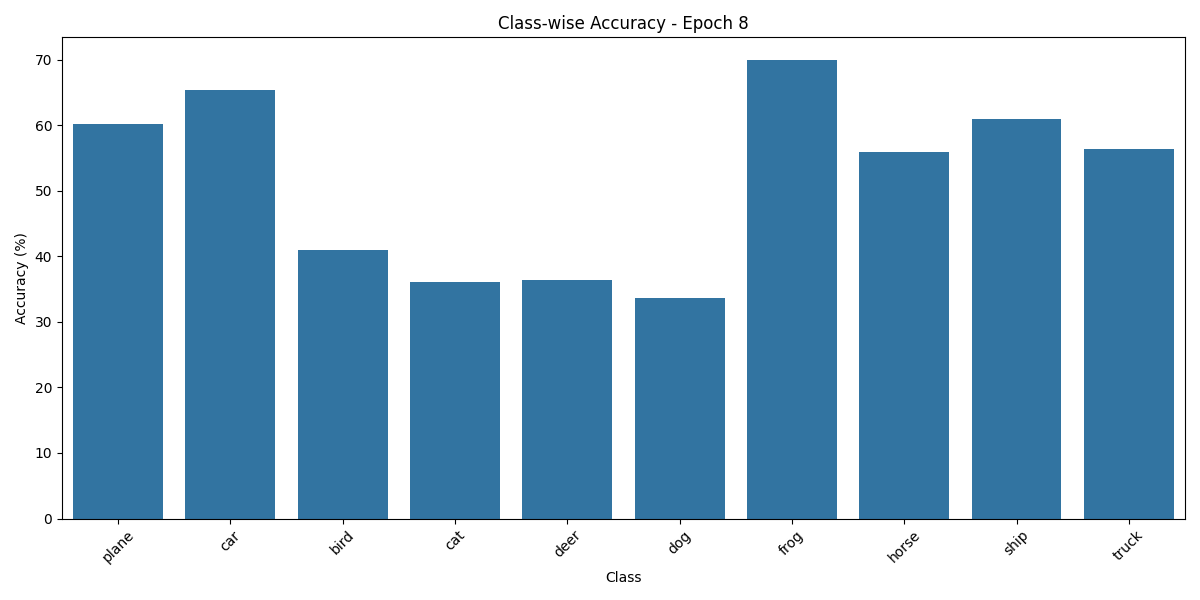 Class-wise Accuracy - Epoch 8
Accuracy (%)
70
60
50
40
30
20
10
0
plane
car
bird
cat
deer
dog
frog
horse
ship
truck
Class